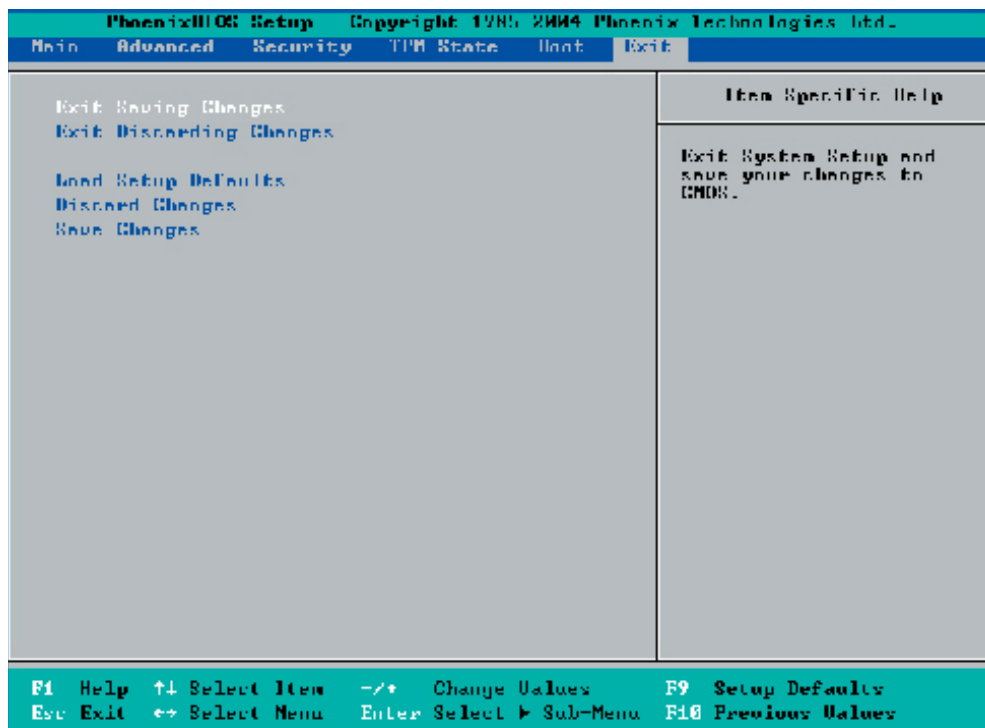 PhoenixBIOS Setup Copyright 1985 2004 Phoenix Technologies Ltd.
Main Advanced Security TPM State Boot Exit
Exit Saving Changes
Exit Discarding Changes
Load Setup Defaults
Discard Changes
Save Changes
Item Specific Help
Exit System Setup and
save your changes to
CMOS.
F1 Help ↑↓ Select Item -/+ Change Values F9 Setup Defaults
Esc Exit ↔ Select Menu Enter Select ▶ Sub-Menu F10 Previous Values